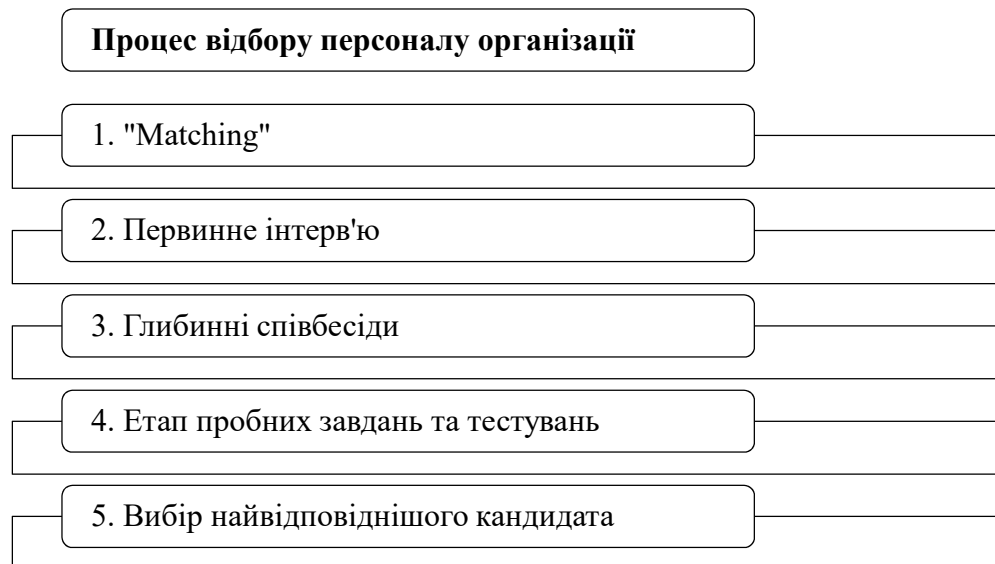 Процес відбору персоналу організації
1. "Matching"
2. Первинне інтерв'ю
3. Глибинні співбесіди
4. Етап пробних завдань та тестувань
5. Вибір найвідповіднішого кандидата